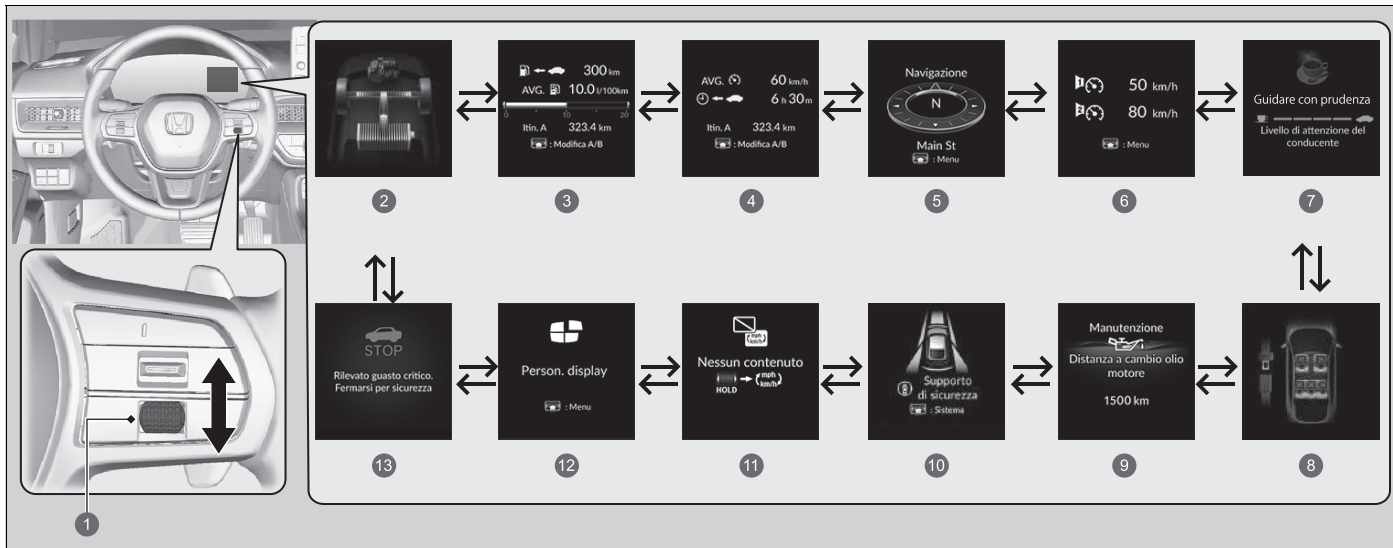 300 km
AVG. 10.0 l/100km
0 10 20
Itin. A 323.4 km
: Modifica A/B
3
AVG. 60 km/h
6 h 30 m
Itin. A 323.4 km
: Modifica A/B
4
Navigazione
N
Main St
: Menu
5
1 50 km/h
2 80 km/h
: Menu
6
Guidare con prudenza
Livello di attenzione del
conducente
7
2
STOP
Rilevato guasto critico.
Fermarsi per sicurezza
13
Person. display
: Menu
12
mph
km/h
Nessun contenuto
HOLD
mph
km/h
11
Supporto
di sicurezza
: Sistema
10
Manutenzione
Distanza a cambio olio
motore
1500 km
9
8
1